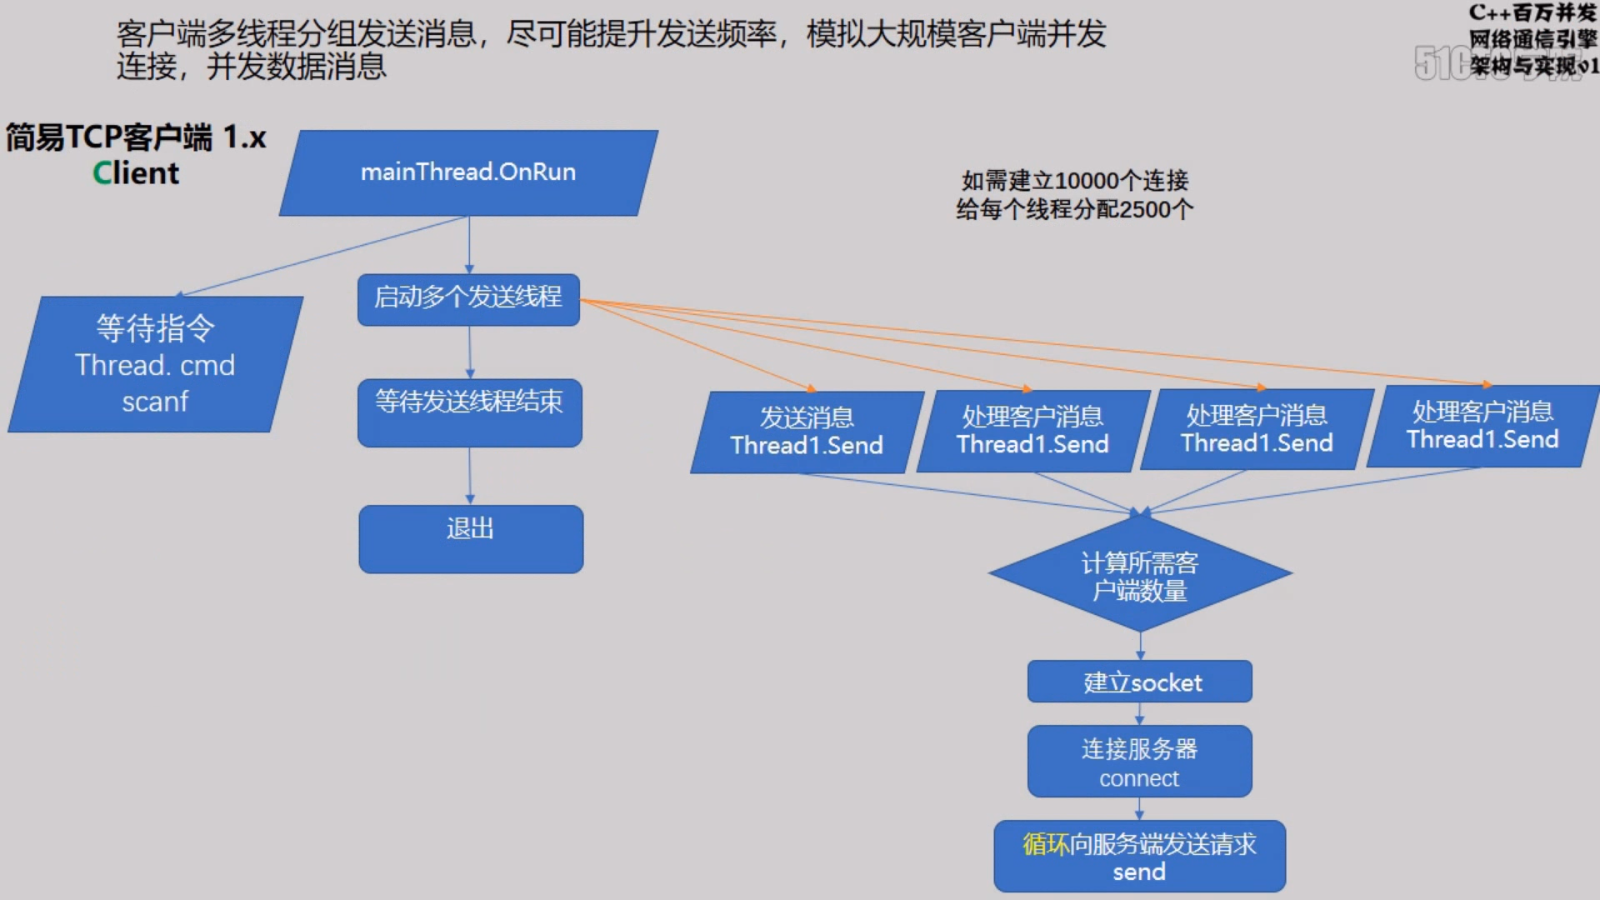 客户端多线程分组发送消息，尽可能提升发送频率，模拟大规模客户端并发
连接，并发数据消息
C++百万并发
网络通信引擎
架构与实现v1
简易TCP客户端 1.x
Client
mainThread.OnRun
如需建立10000个连接
给每个线程分配2500个
启动多个发送线程
等待指令
Thread. cmd
scanf
等待发送线程结束
退出
发送消息
Thread1.Send
处理客户消息
Thread1.Send
处理客户消息
Thread1.Send
处理客户消息
Thread1.Send
计算所需客
户端数量
建立socket
连接服务器
connect
循环向服务端发送请求
send